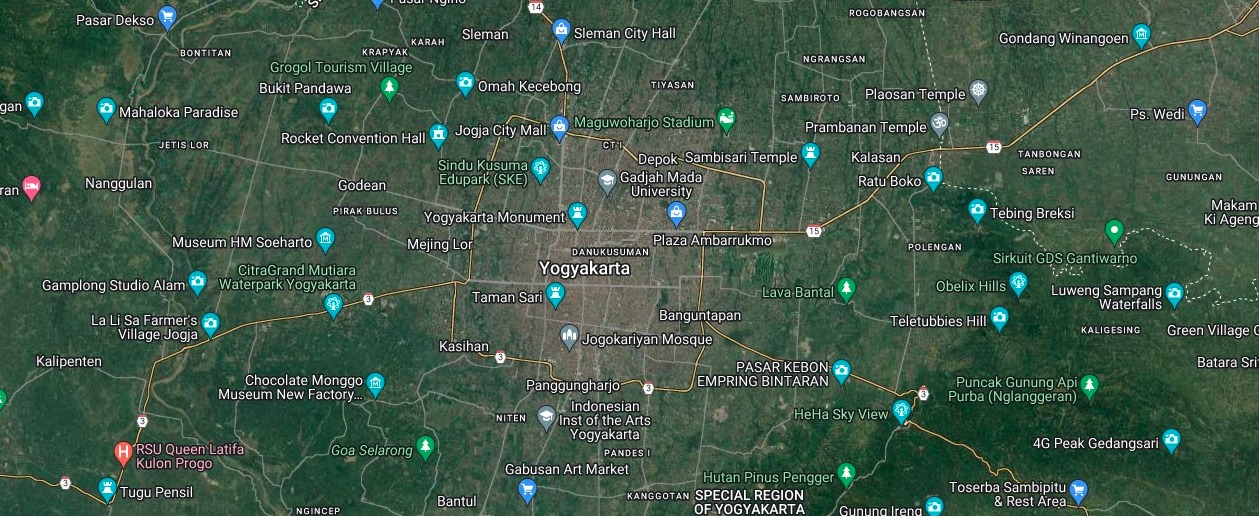 Pasar Dekso
14
Sleman
Sleman City Hall
ROGOBANGSAN
Gondang Winangoen
KARAH
KRAPYAK
BONTITAN
Grogol Tourism Village
NGRANGSAN
Bukit Pandawa
Omah Kecebong
TIYASAN
SAMBIROTO
Plaosan Temple
gan
Mahaloka Paradise
Ps. Wedi
Rocket Convention Hall
Jogja City Mall
Maguwoharjo Stadium
Prambanan Temple
JETIS LOR
CT'I
15
TANBONGAN
Sindu Kusuma
Edupark (SKE)
Depok
Sambisari Temple
Kalasan
SAREN
Gadjah Mada
University
Ratu Boko
GUNUNGAN
ran
Nanggulan
Godean
PIRAK BULUS
Yogyakarta Monument
Tebing Breksi
Makam
Ki Ageng
15
Museum HM Soeharto
Mejing Lor
Plaza Ambarrukmo
DANUKUSUMAN
POLENGAN
Sirkuit GDS Gantiwarno
Yogyakarta
CitraGrand Mutiara
Waterpark Yogyakarta
Gamplong Studio Alam
3
Taman Sari
Lava Bantal
Obelix Hills
Luweng Sampang
Waterfalls
La Li Sa Farmer's
Village Jogja
Banguntapan
Teletubbies Hill
KALIGESING
Green Village G
Kasihan
3
Jogokariyan Mosque
Kalipenten
Batara Sri
PASAR KEBON
EMPRING BINTARAN
Chocolate Monggo
Museum New Factory...
Panggungharjo
3
3
Puncak Gunung Api
Purba (Nglanggeran)
3
NITEN
Indonesian
Inst of the Arts
Yogyakarta
HeHa Sky View
RSU Queen Latifa
Kulon Progo
Goa Selarong
PANDES I
4G Peak Gedangsari
3
Tugu Pensil
Gabusan Art Market
Hutan Pinus Pengger
Bantul
KANGGOTAN
SPECIAL REGION
OF YOGYAKARTA
Toserba Sambipitu
& Rest Area
NGINCEP
Gunung Ireng